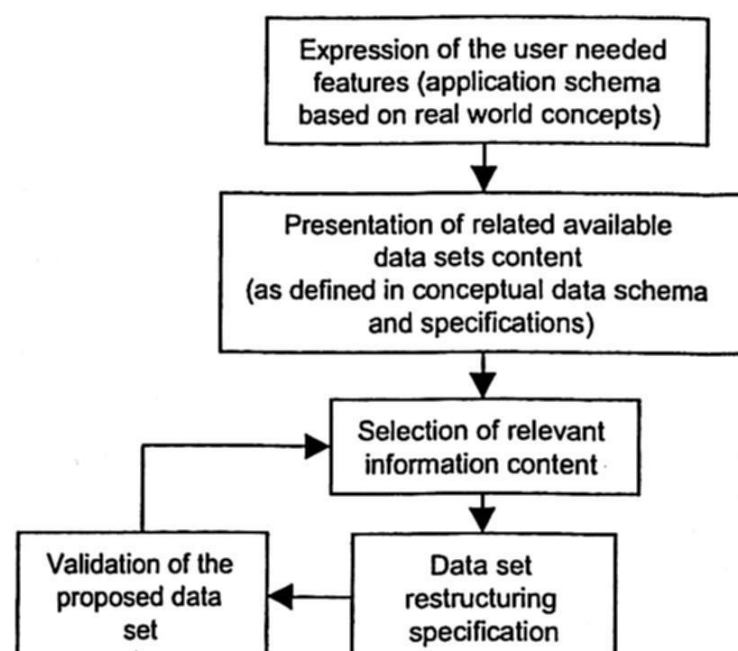 Expression of the user needed
features (application schema
based on real world concepts)
Presentation of related available
data sets content
(as defined in conceptual data schema
and specifications)
Selection of relevant
information content
Validation of the
proposed data
set
Data set
restructuring
specification